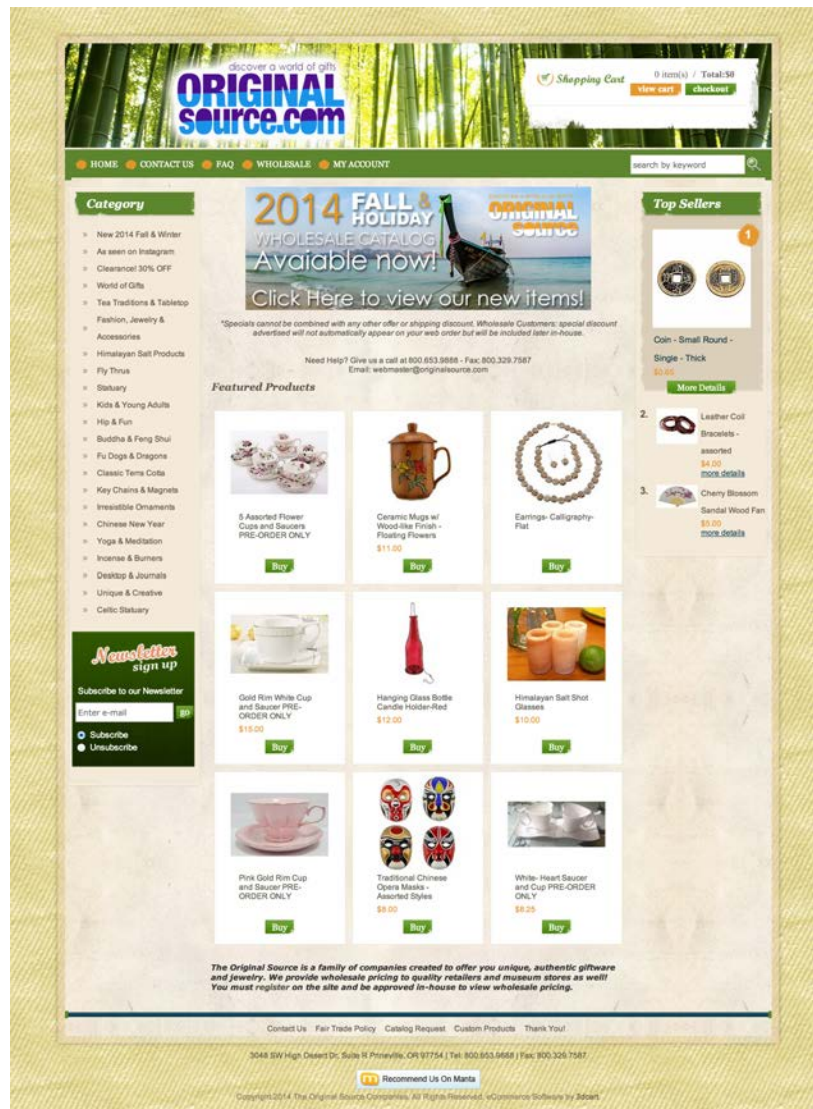 discover a world of gifts
ORIGINAL
source.com
Shopping Cart
0 item(s) / Total:$0
view cart
checkout
HOME
CONTACT US
FAQ
WHOLESALE
MY ACCOUNT
search by keyword
Category
New 2014 Fall & Winter
As seen on Instagram
Clearance! 30% OFF
World of Gifts
Tea Traditions & Tabletop
Fashion, Jewelry &
Accessories
Himalayan Salt Products
Fly Thrus
Statuary
Kids & Young Adults
Hip & Fun
Buddha & Feng Shui
Fu Dogs & Dragons
Classic Terra Cotta
Key Chains & Magnets
Irresistible Ornaments
Chinese New Year
Yoga & Meditation
Incense & Burners
Desktop & Journals
Unique & Creative
Celtic Statuary
Newsletter
sign up
Subscribe to our Newsletter
Enter e-mail
go
Subscribe
Unsubscribe
2014 FALL &
HOLIDAY
WHOLESALE CATALOG
Avaiable now!
Click Here to view our new items!
ORIGINAL
SOURCE
*Specials cannot be combined with any other offer or shipping discount. Wholesale Customers: special discount
advertised will not automatically appear on your web order but will be included later in-house.
Need Help? Give us a call at 800.653.9888 - Fax: 800.329.7587
Email: webmaster@originalsource.com
Featured Products
5 Assorted Flower
Cups and Saucers
PRE-ORDER ONLY
Buy
Ceramic Mugs w/
Wood-like Finish -
Floating Flowers
$11.00
Buy
Earrings- Calligraphy-
Flat
Buy
Gold Rim White Cup
and Saucer PRE-
ORDER ONLY
$15.00
Buy
Hanging Glass Bottle
Candle Holder-Red
$12.00
Buy
Himalayan Salt Shot
Glasses
$10.00
Buy
Pink Gold Rim Cup
and Saucer PRE-
ORDER ONLY
Buy
Traditional Chinese
Opera Masks -
Assorted Styles
$8.00
Buy
White- Heart Saucer
and Cup PRE-ORDER
ONLY
$8.25
Buy
The Original Source is a family of companies created to offer you unique, authentic giftware
and jewelry. We provide wholesale pricing to quality retailers and museum stores as well!
You must register on the site and be approved in-house to view wholesale pricing.
Top Sellers
1
Coin - Small Round -
Single - Thick
$0.65
More Details
2.
Leather Coil
Bracelets -
assorted
$4.00
more details
3.
Cherry Blossom
Sandal Wood Fan
$5.00
more details
Contact Us
Fair Trade Policy
Catalog Request
Custom Products
Thank You!
3046 SW High Desert Dr, Suite R Prineville, OR 97754 | Tel: 800.653.9888 | Fax: 800.329.7587
Recommend Us On Manta
Copyright 2014 The Original Source Companies. All Rights Reserved. eCommerce Software by 3dcart.